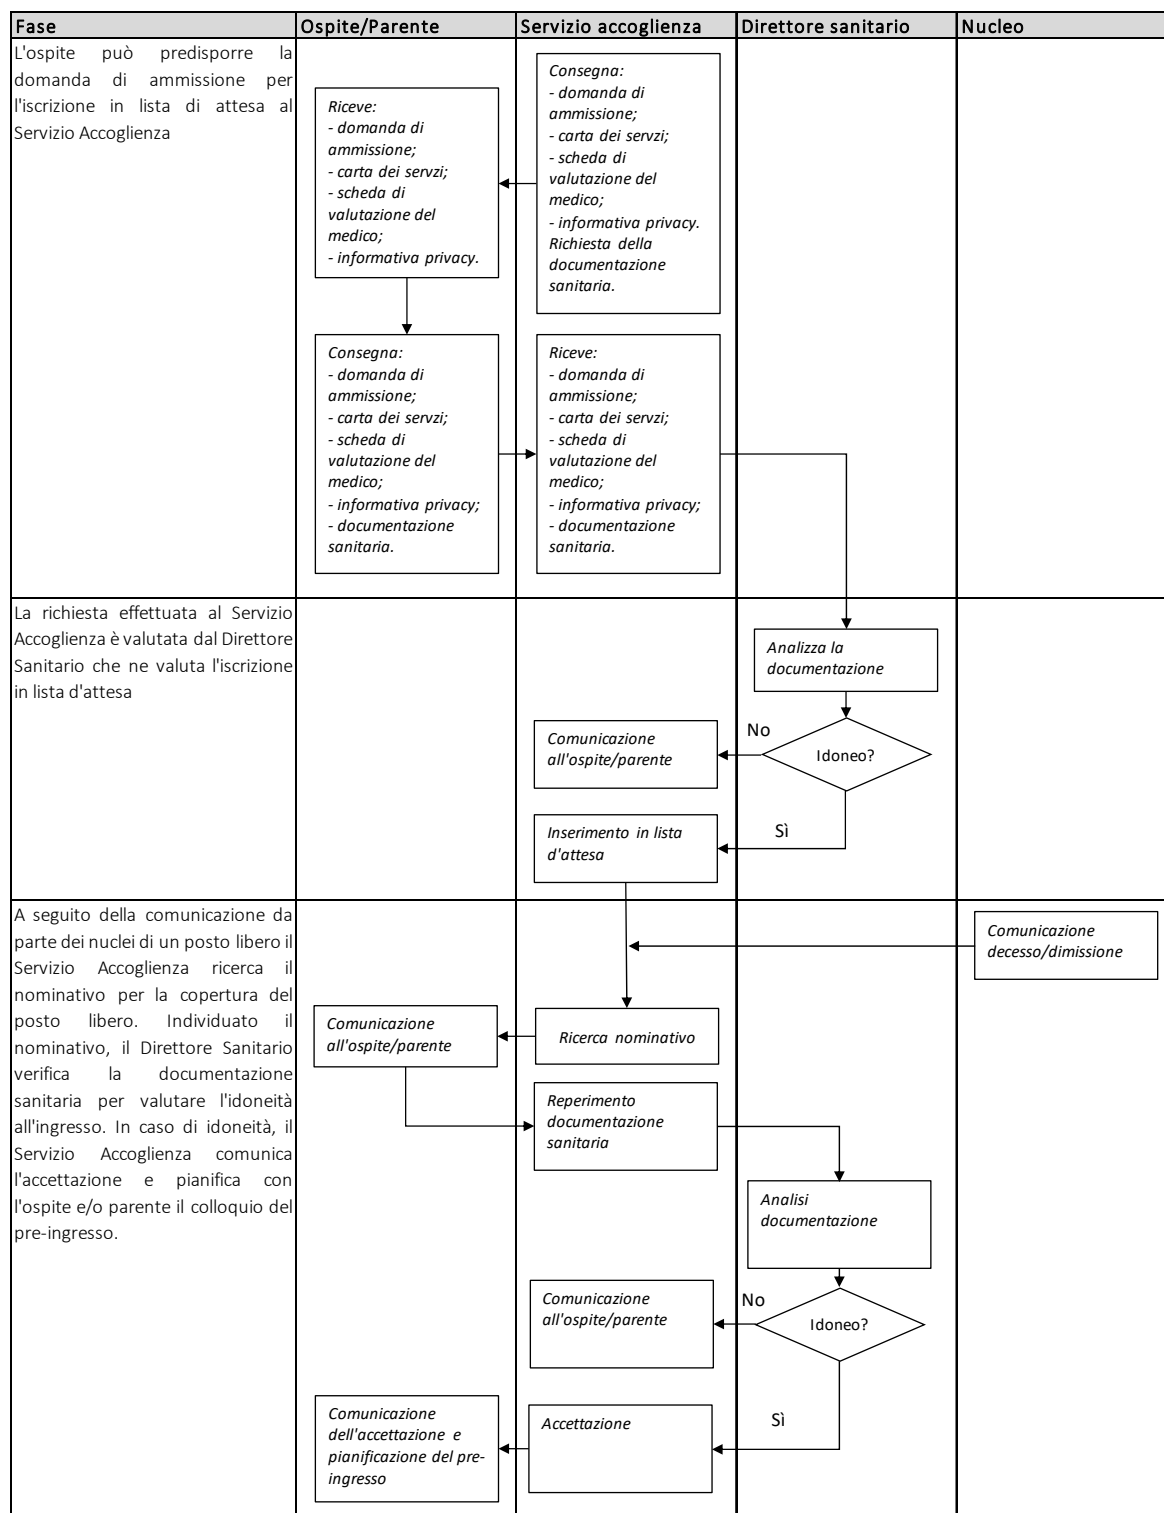 Fase
Ospite/Parente
Servizio accoglienza
Direttore sanitario
Nucleo
L'ospite può predisporre la
domanda di ammissione per
l'iscrizione in lista di attesa al
Servizio Accoglienza
Consegna:
- domanda di
ammissione;
- carta dei servzi;
- scheda di
valutazione del
medico;
- informativa privacy.
Richiesta della
documentazione
sanitaria.
Riceve:
- domanda di
ammissione;
- carta dei servzi;
- scheda di
valutazione del
medico;
- informativa privacy.
Consegna:
- domanda di
ammissione;
- carta dei servzi;
- scheda di
valutazione del
medico;
- informativa privacy;
- documentazione
sanitaria.
Riceve:
- domanda di
ammissione;
- carta dei servzi;
- scheda di
valutazione del
medico;
- informativa privacy;
- documentazione
sanitaria.
La richiesta effettuata al Servizio
Accoglienza è valutata dal Direttore
Sanitario che ne valuta l'iscrizione
in lista d'attesa
Analizza la
documentazione
Idoneo?
No
Comunicazione
all'ospite/parente
Sì
Inserimento in lista
d'attesa
A seguito della comunicazione da
parte dei nuclei di un posto libero il
Servizio Accoglienza ricerca il
nominativo per la copertura del
posto libero. Individuato il
nominativo, il Direttore Sanitario
verifica la documentazione
sanitaria per valutare l'idoneità
all'ingresso. In caso di idoneità, il
Servizio Accoglienza comunica
l'accettazione e pianifica con
l'ospite e/o parente il colloquio del
pre-ingresso.
Comunicazione
decesso/dimissione
Ricerca nominativo
Comunicazione
all'ospite/parente
Reperimento
documentazione
sanitaria
Analisi
documentazione
Idoneo?
No
Comunicazione
all'ospite/parente
Sì
Accettazione
Comunicazione
dell'accettazione e
pianificazione del pre-
ingresso